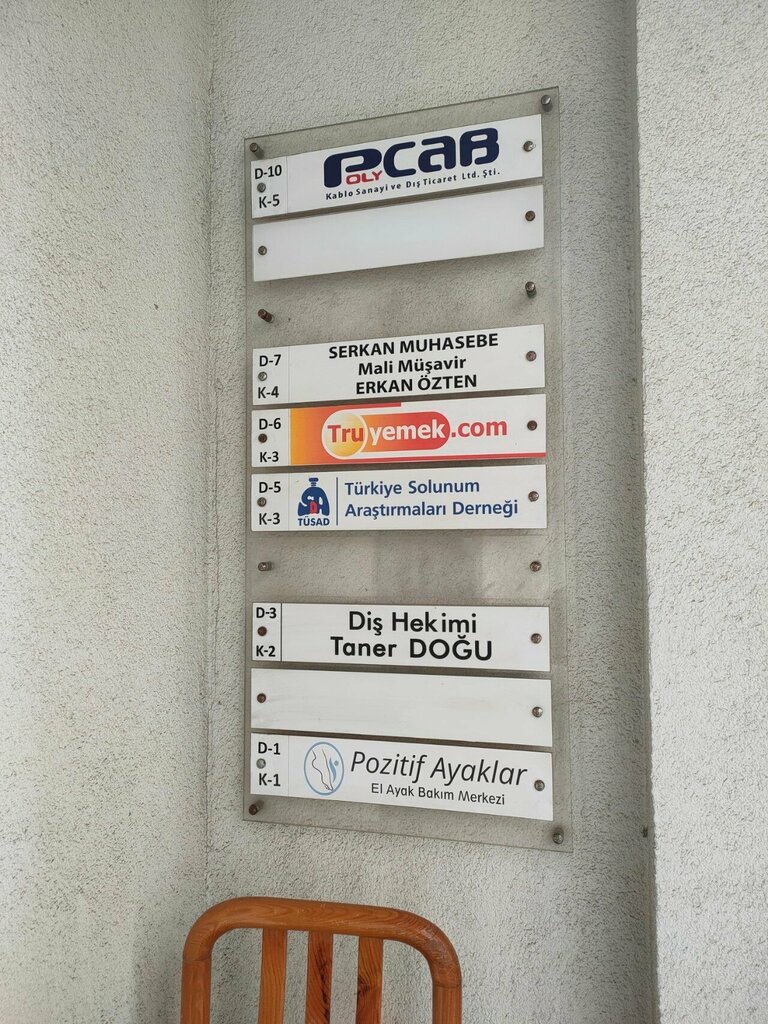 D-10
K-5
PCAB
OLY
Kablo Sanayi ve Dış Ticaret Ltd. Şti.
D-7
K-4
SERKAN MUHASEBE
Mali Müşavir
ERKAN ÖZTEN
D-6
K-3
Truyemek.com
D-5
K-3
TÜSAD
Türkiye Solunum
Araştırmaları Derneği
D-3
K-2
Diş Hekimi
Taner DOĞU
D-1
K-1
Pozitif Ayaklar
El Ayak Bakım Merkezi